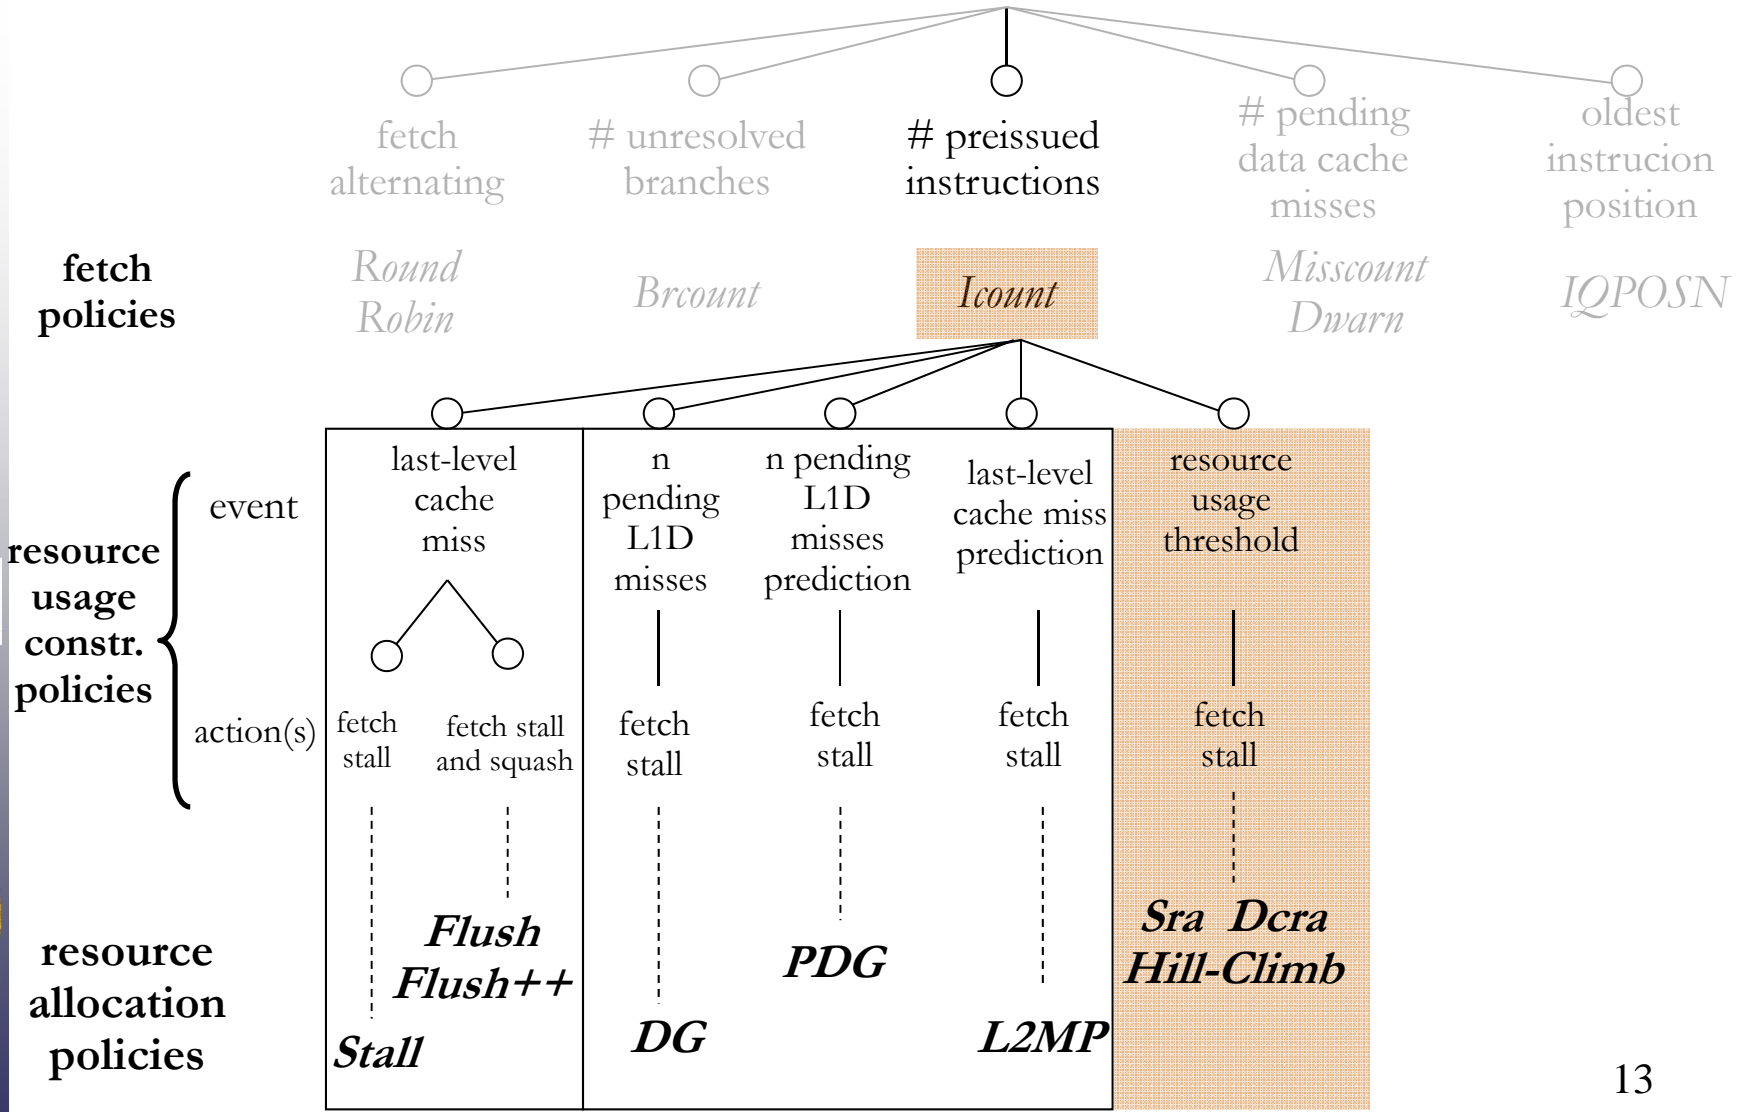 fetch
alternating
# unresolved
branches
# preissued
instructions
# pending
data cache
misses
oldest
instrucion
position
fetch
policies
Round
Robin
Brcount
Icount
Misscount
Dwarn
IQPOSN
resource
usage
constr.
policies
event
last-level
cache
miss
n
pending
L1D
misses
n pending
L1D
misses
prediction
last-level
cache miss
prediction
resource
usage
threshold
action(s)
fetch
stall
fetch stall
and squash
fetch
stall
fetch
stall
fetch
stall
fetch
stall
resource
allocation
policies
Stall
Flush
Flush++
DG
PDG
L2MP
Sra Dcra
Hill-Climb
13